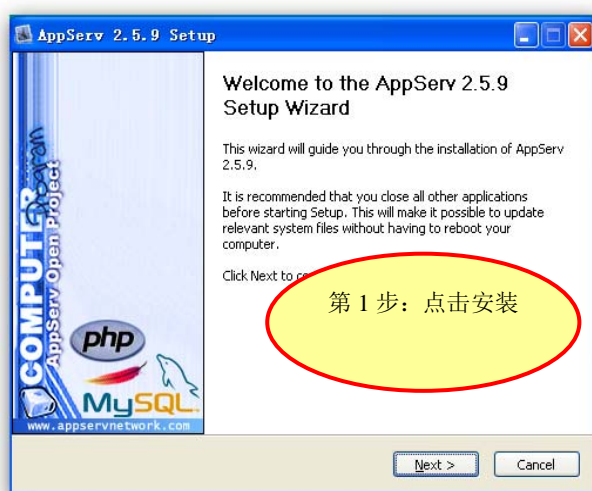 AppServ 2.5.9 Setup
Welcome to the AppServ 2.5.9
Setup Wizard
This wizard will guide you through the installation of AppServ
2.5.9.
It is recommended that you close all other applications
before starting Setup. This will make it possible to update
relevant system files without having to reboot your
computer.
Click Next to
第 1 步：点击安装
COMPUTER
Program
AppServ Open Project
php
MySQL
www.appservnetwork.com
Next >
Cancel